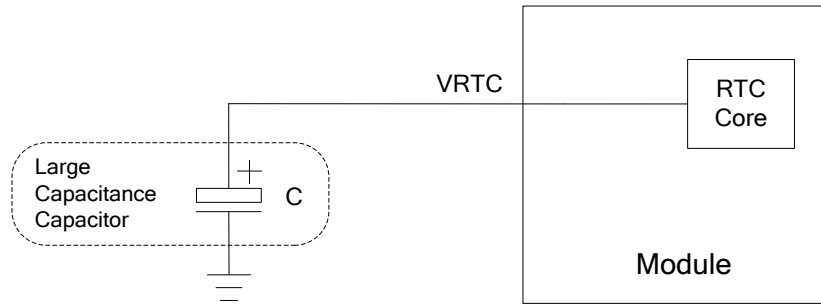 VRTC
RTC
Core
Large
Capacitance
Capacitor
+
C
Module